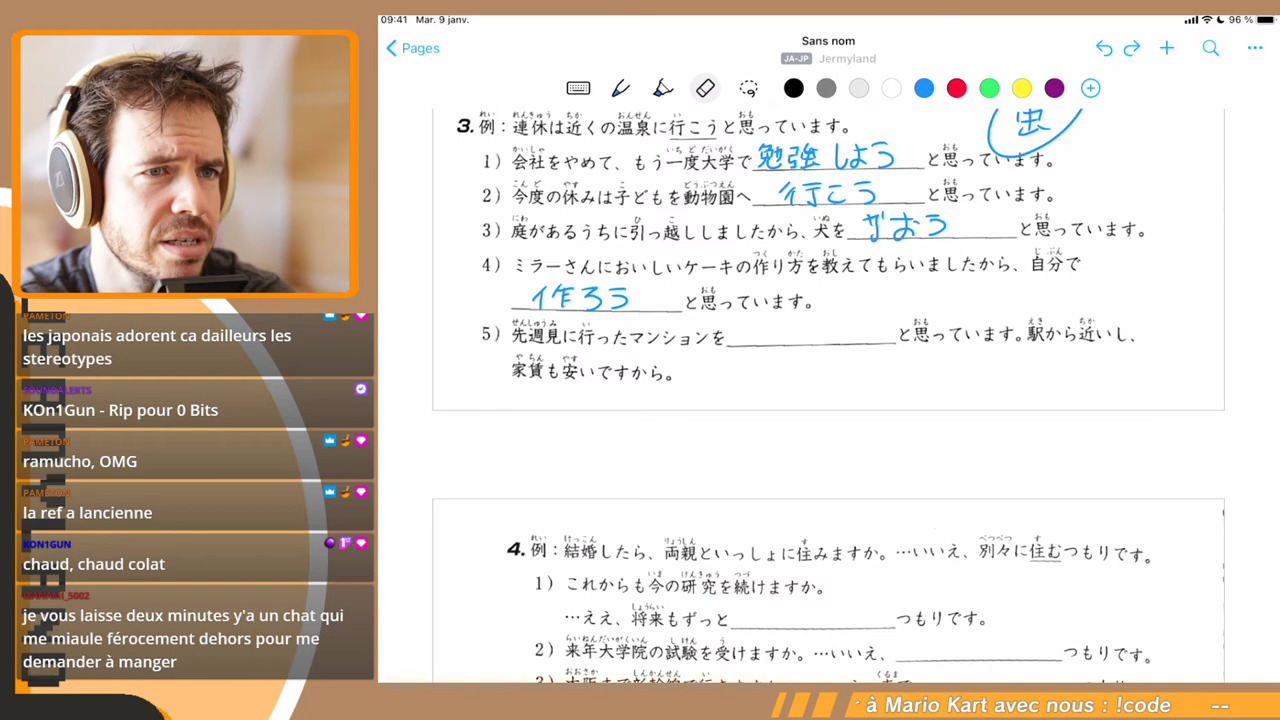 09:41 Mar. 9 janv.
96 %
Pages
Sans nom
JA-JP Jermyland
3. 例：連休は近くの温泉に行こうと思っています。
虫
1) 会社をやめて、もう一度大学で勉強しようと思っています。
2) 今度の休みは子どもを動物園へ行こうと思っています。
3) 庭があるうちに引っ越ししましたから、犬を おうと思っています。
4) ミラーさんにおいしいケーキの作り方を教えてもらいましたから、自分で
作ろうと思っています。
5) 先週見に行ったマンションを と思っています。駅から近いし、
家賃も安いですから。
4. 例：結婚したら、両親といっしょに住みますか。…いいえ、別々に住むつもりです。
1) これからも今の研究を続けますか。
…ええ、将来もずっと つもりです。
2) 来年大学院の試験を受けますか。…いいえ、 つもりです。
PAMETON
les japonais adorent ca dailleurs les
stereotypes
SOUNDALERTS
KOn1Gun - Rip pour 0 Bits
PAMETON
ramucho, OMG
PAMETON
la ref a lancienne
KON1GUN
chaud, chaud colat
je vous laisse deux minutes y'a un chat qui
me miaule férocement dehors pour me
demander à manger
à Mario Kart avec nous : !code --